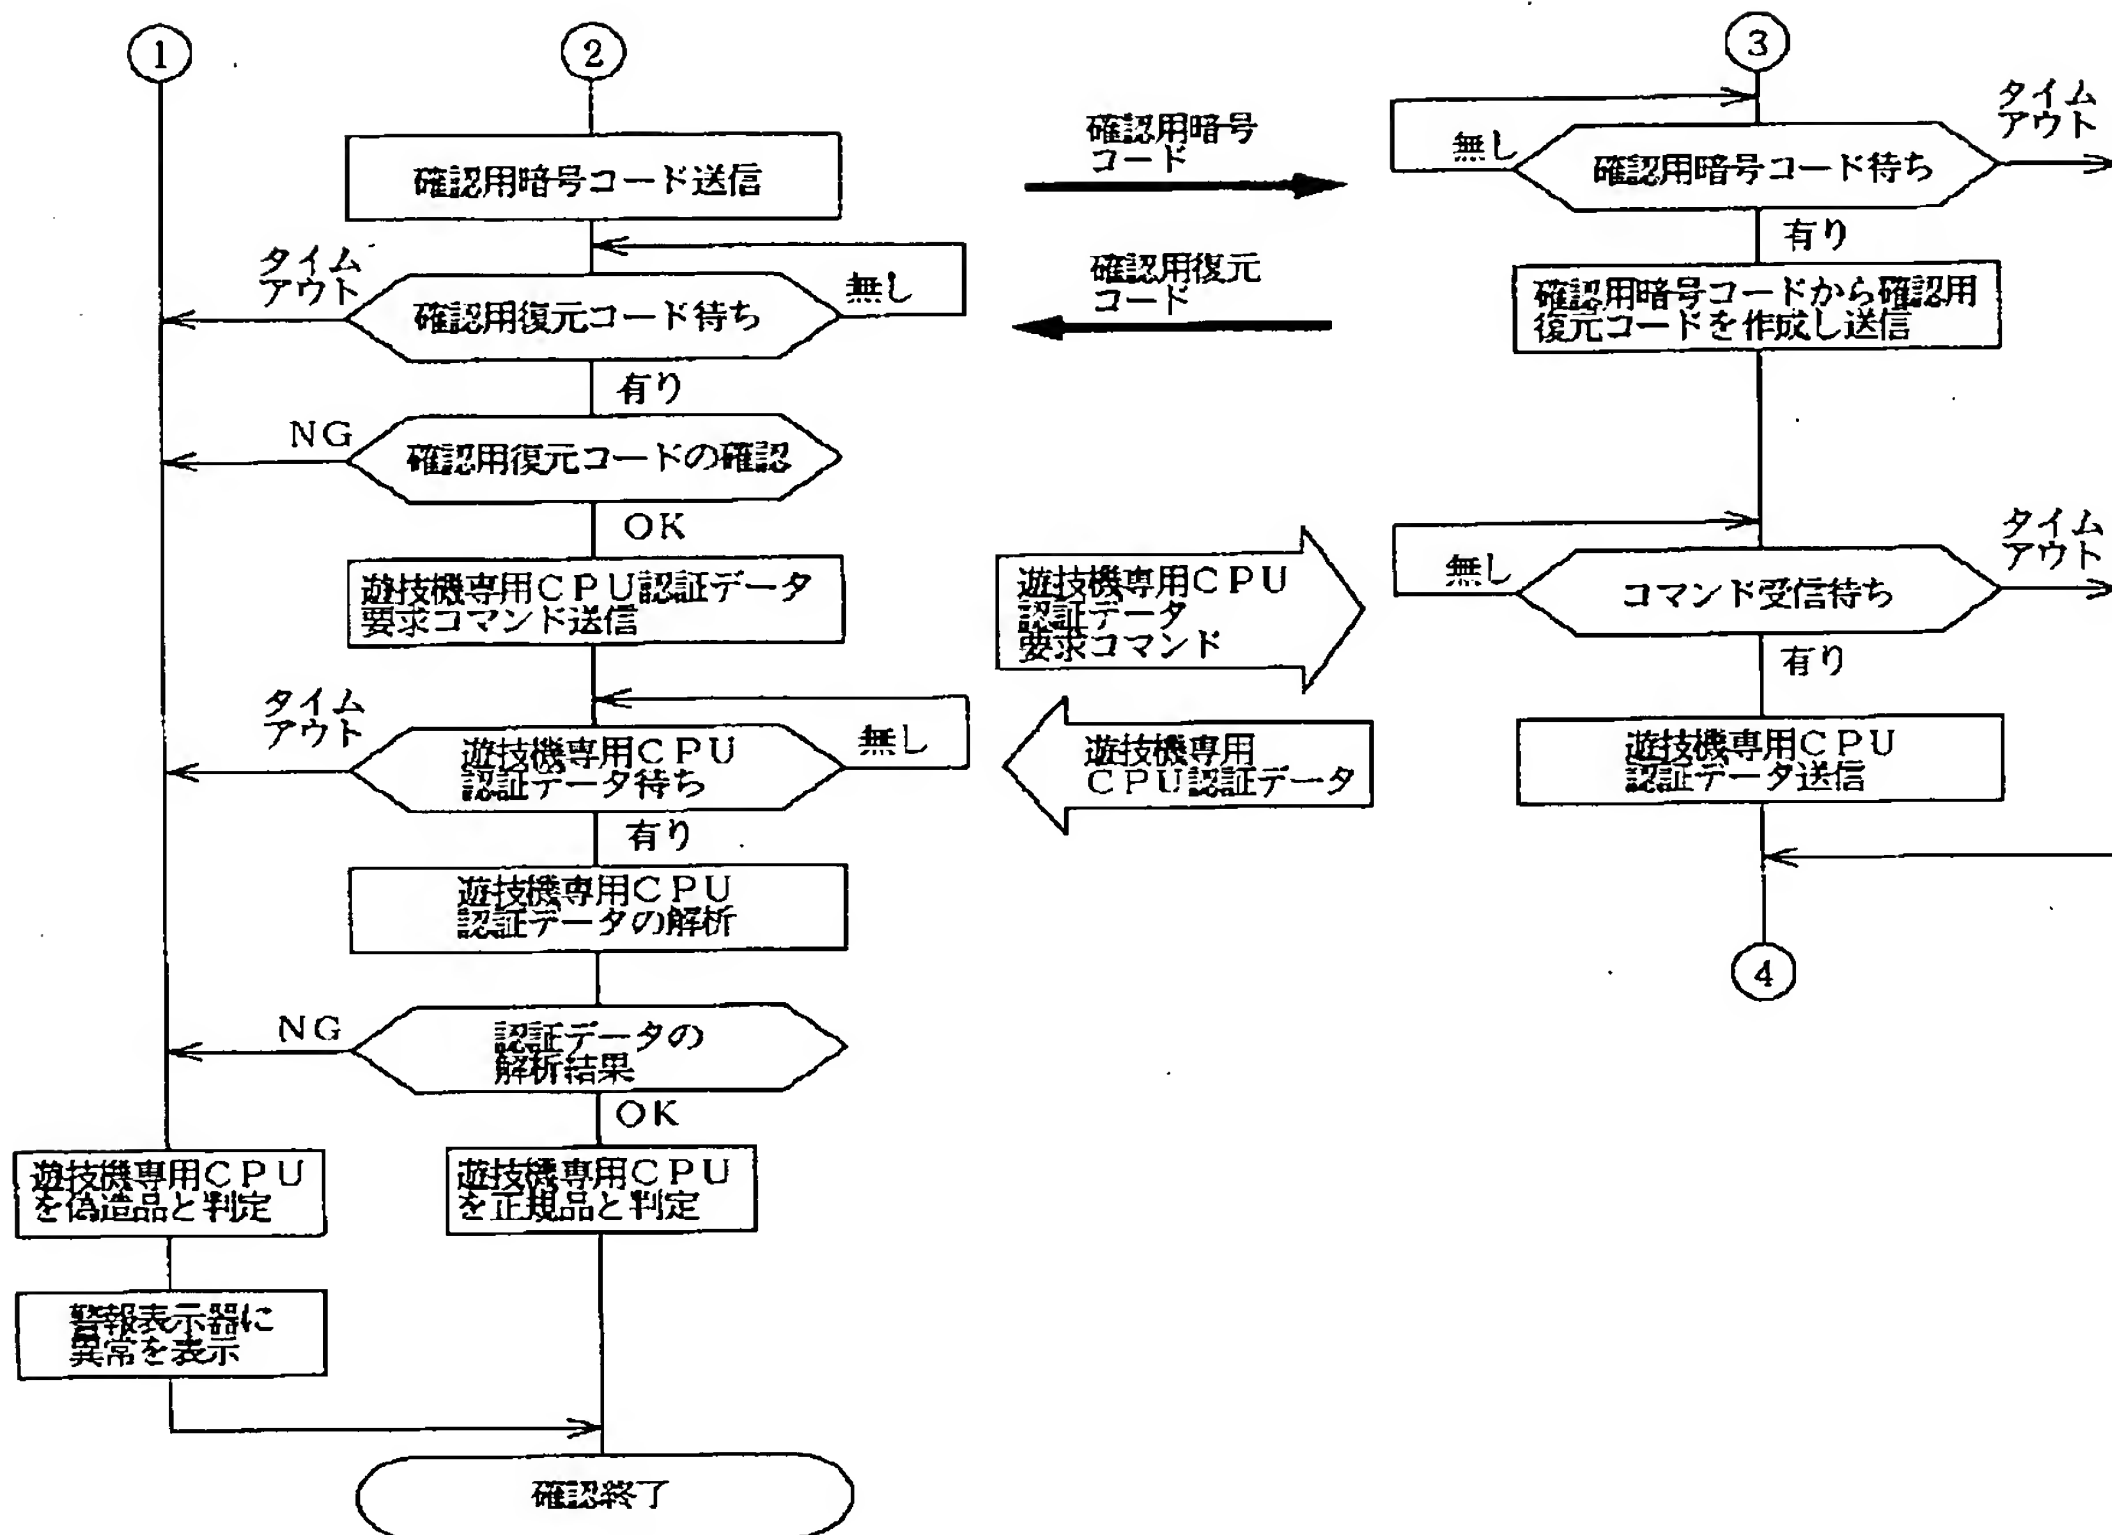 ①
②
確認用暗号コード送信
タイム
アウト
確認用復元コード待ち
無し
有り
NG
確認用復元コードの確認
OK
遊技機専用CPU認証データ
要求コマンド送信
タイム
アウト
遊技機専用CPU
認証データ待ち
無し
有り
遊技機専用CPU
認証データの解析
NG
認証データの
解析結果
OK
遊技機専用CPU
を偽造品と判定
遊技機専用CPU
を正規品と判定
警報表示器に
異常を表示
確認終了
確認用暗号
コード
確認用復元
コード
遊技機専用CPU
認証データ
要求コマンド
遊技機専用
CPU認証データ
③
無し
確認用暗号コード待ち
タイム
アウト
有り
確認用暗号コードから確認用
復元コードを作成し送信
無し
コマンド受信待ち
タイム
アウト
有り
遊技機専用CPU
認証データ送信
④